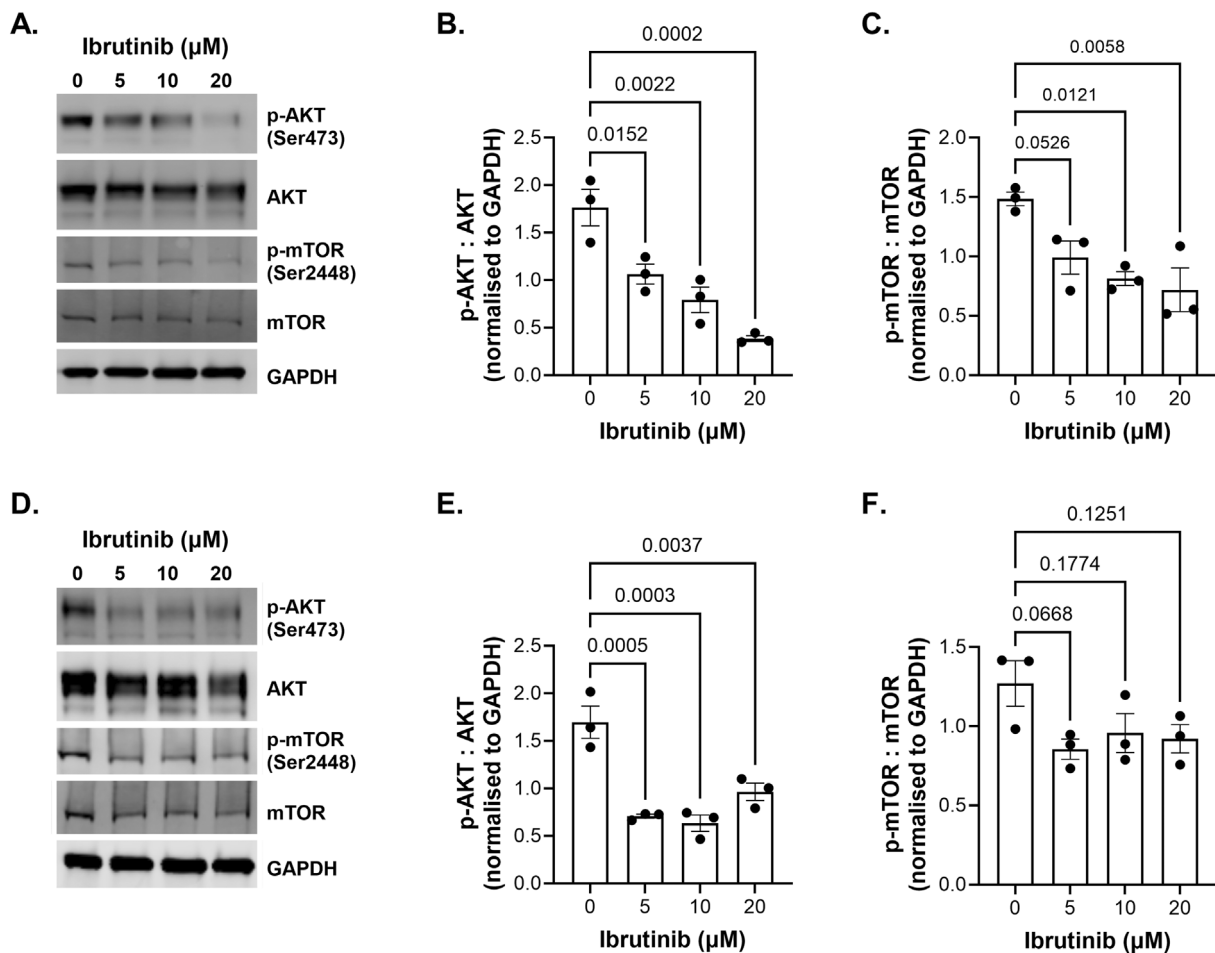 A.
Ibrutinib (µM)
0 5 10 20
p-AKT
(Ser473)
AKT
p-mTOR
(Ser2448)
mTOR
GAPDH
B.
0.0002
0.0022
0.0152
2.5
2.0
1.5
1.0
0.5
0.0
p-AKT : AKT
(normalised to GAPDH)
0 5 10 20
Ibrutinib (µM)
C.
0.0058
0.0121
0.0526
2.0
1.5
1.0
0.5
0.0
p-mTOR : mTOR
(normalised to GAPDH)
0 5 10 20
Ibrutinib (µM)
D.
Ibrutinib (µM)
0 5 10 20
p-AKT
(Ser473)
AKT
p-mTOR
(Ser2448)
mTOR
GAPDH
E.
0.0037
0.0003
0.0005
2.5
2.0
1.5
1.0
0.5
0.0
p-AKT : AKT
(normalised to GAPDH)
0 5 10 20
Ibrutinib (µM)
F.
0.1251
0.1774
0.0668
1.5
1.0
0.5
0.0
p-mTOR : mTOR
(normalised to GAPDH)
0 5 10 20
Ibrutinib (µM)